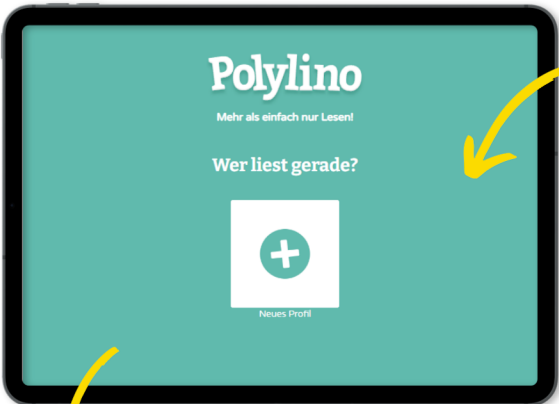 Polylino
Mehr als einfach nur Lesen!
Wer liest gerade?
Neues Profil